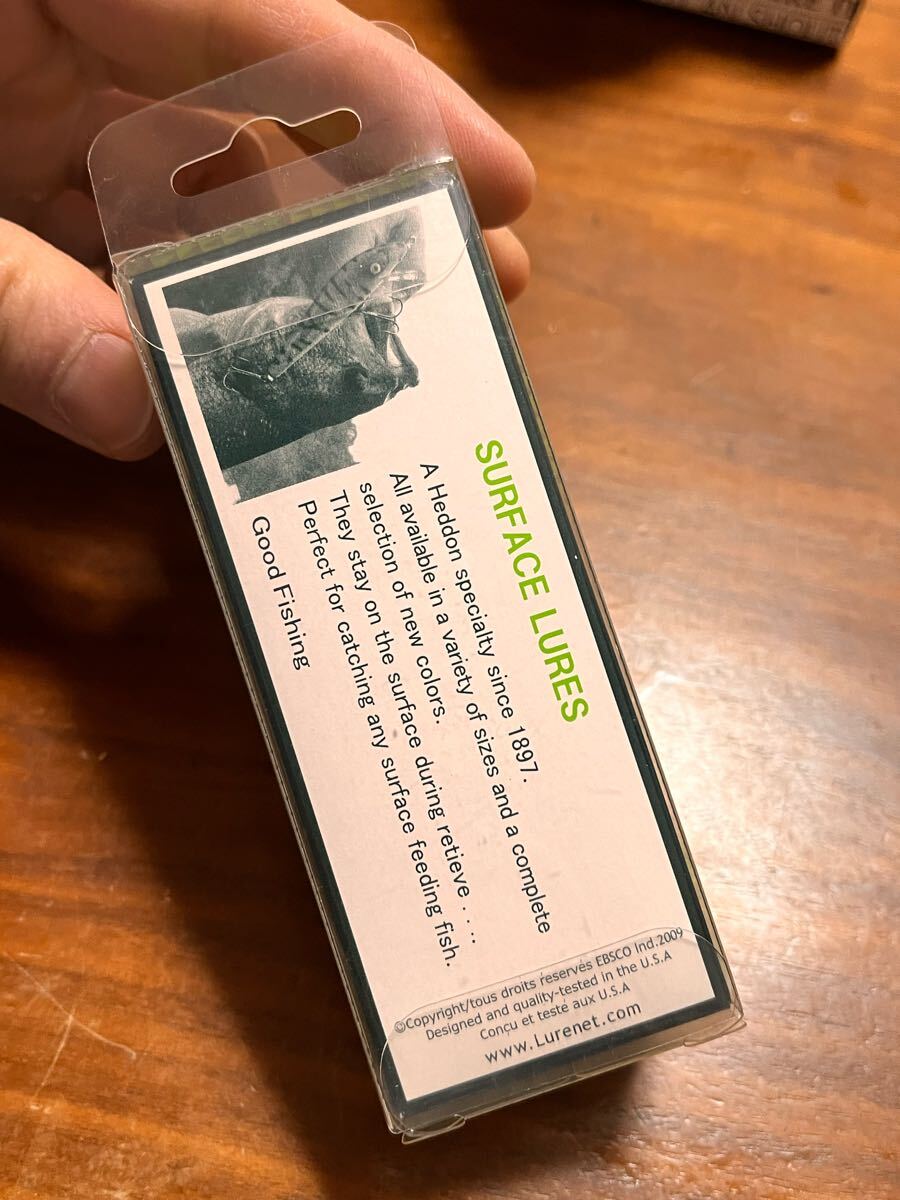 SURFACE LURES
A Heddon specialty since 1897.
All available in a variety of sizes and a complete
selection of new colors.
They stay on the surface during retieve . . . .
Perfect for catching any surface feeding fish.
Good Fishing
©Copyright/tous droits réservés EBSCO Ind.2009
Designed and quality-tested in the U.S.A
Conçu et testé aux U.S.A
www.Lurenet.com